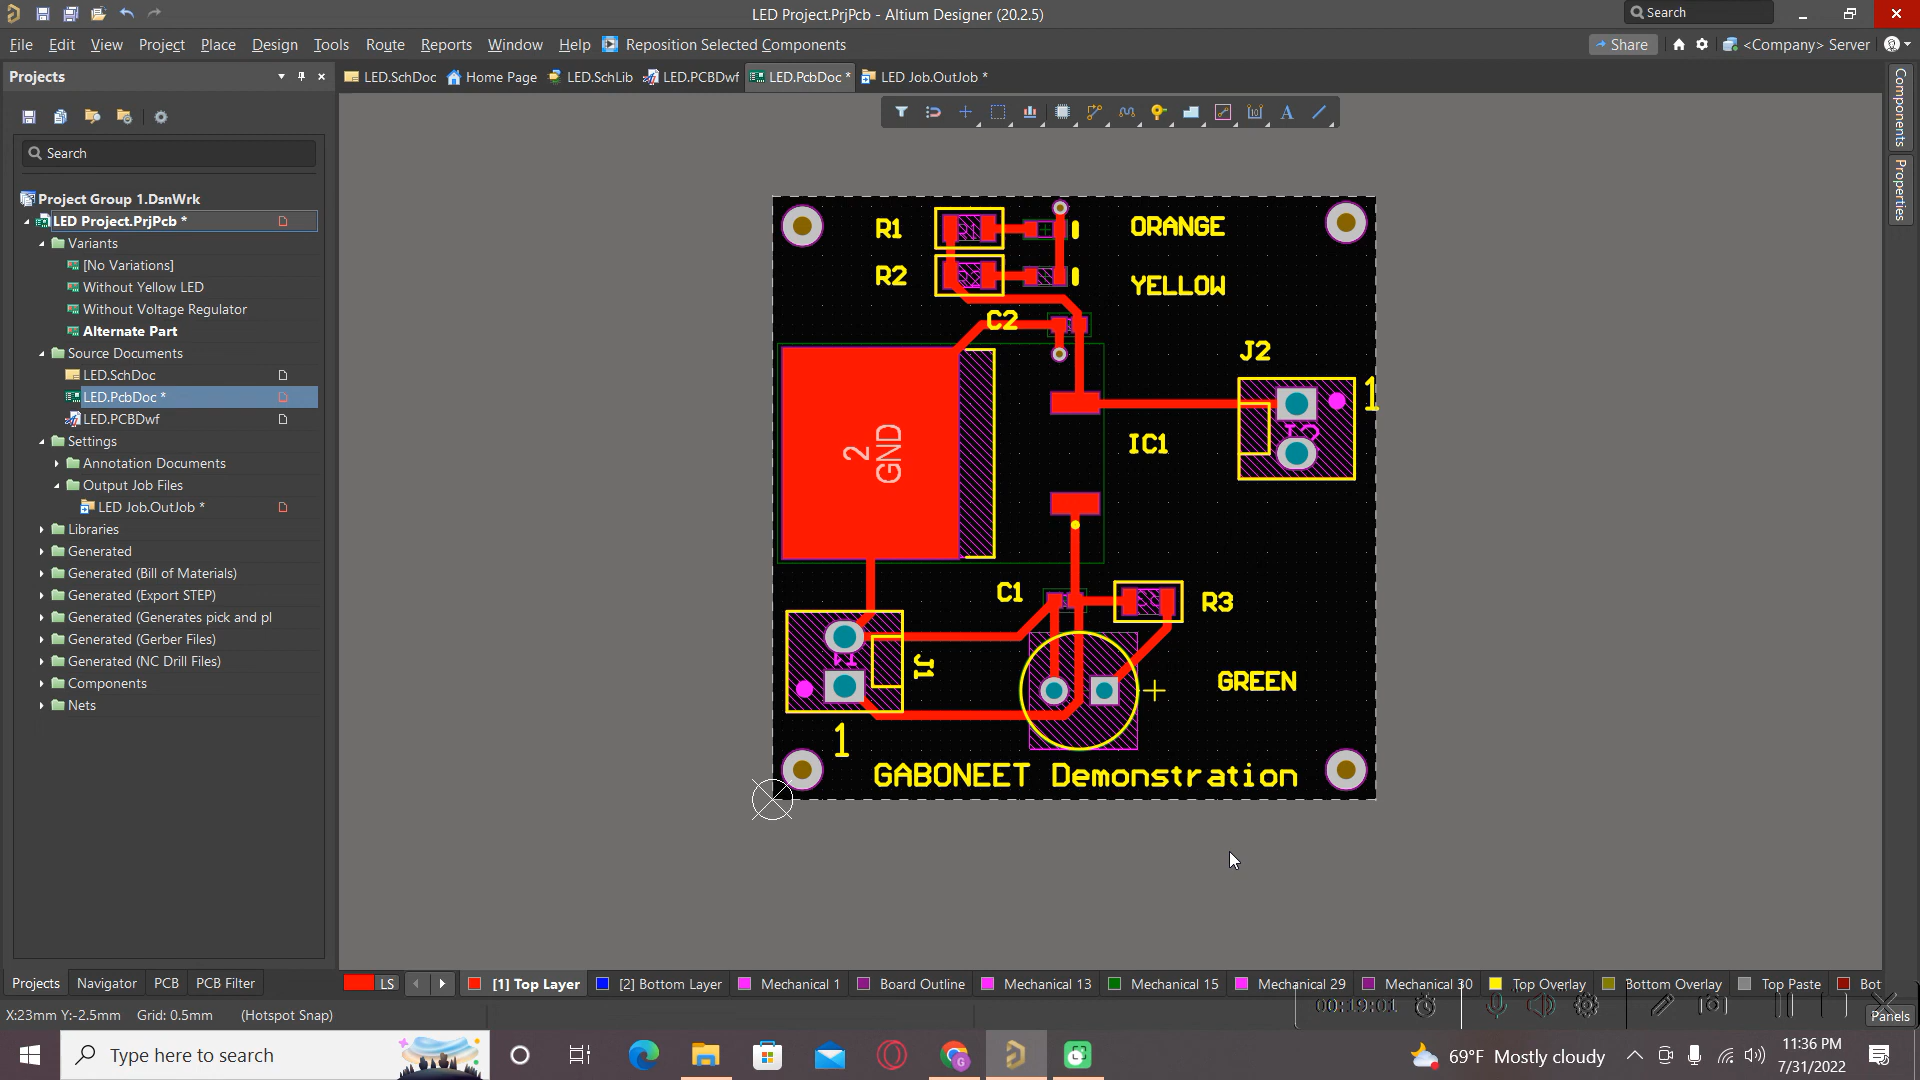 LED Project.PrjPcb - Altium Designer (20.2.5)
Search
File Edit View Project Place Design Tools Route Reports Window Help Reposition Selected Components
Share <Company> Server
Projects
LED.SchDoc Home Page LED.SchLib LED.PCBDwf LED.PcbDoc * LED Job.OutJob *
Search
Project Group 1.DsnWrk
LED Project.PrjPcb *
Variants
[No Variations]
Without Yellow LED
Without Voltage Regulator
Alternate Part
Source Documents
LED.SchDoc
LED.PcbDoc *
LED.PCBDwf
Settings
Annotation Documents
Output Job Files
LED Job.OutJob *
Libraries
Generated
Generated (Bill of Materials)
Generated (Export STEP)
Generated (Generates pick and pl
Generated (Gerber Files)
Generated (NC Drill Files)
Components
Nets
Components
Properties
R1
ORANGE
R2
YELLOW
C2
J2
1
2
GND
IC1
C1
R3
J1
GREEN
1
GABONEET Demonstration
Projects Navigator PCB PCB Filter
LS [1] Top Layer [2] Bottom Layer Mechanical 1 Board Outline Mechanical 13 Mechanical 15 Mechanical 29 Mechanical 30 Top Overlay Bottom Overlay Top Paste Bot
X:23mm Y:-2.5mm Grid: 0.5mm (Hotspot Snap)
00:19:01
Panels
Type here to search
69°F Mostly cloudy
11:36 PM
7/31/2022